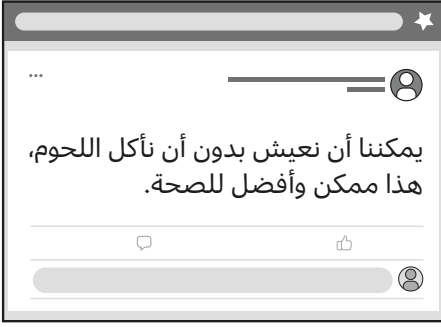 يمكننا أن نعيش بدون أن نأكل اللحوم،
هذا ممكن وأفضل للصحة.